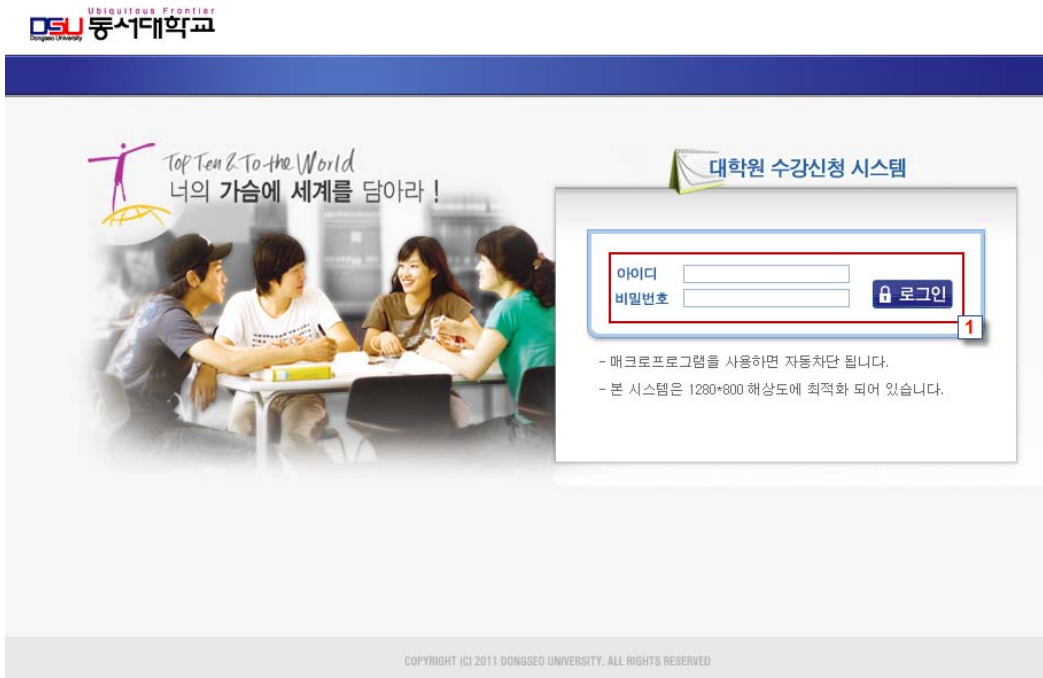 Ubiquitous Frontier
DSU 동서대학교
Dongseo University
Top Ten & To the World
너의 가슴에 세계를 담아라 !
대학원 수강신청 시스템
아이디
비밀번호
로그인
1
- 매크로프로그램을 사용하면 자동차단 됩니다.
- 본 시스템은 1280*800 해상도에 최적화 되어 있습니다.
COPYRIGHT (C) 2011 DONGSEO UNIVERSITY. ALL RIGHTS RESERVED